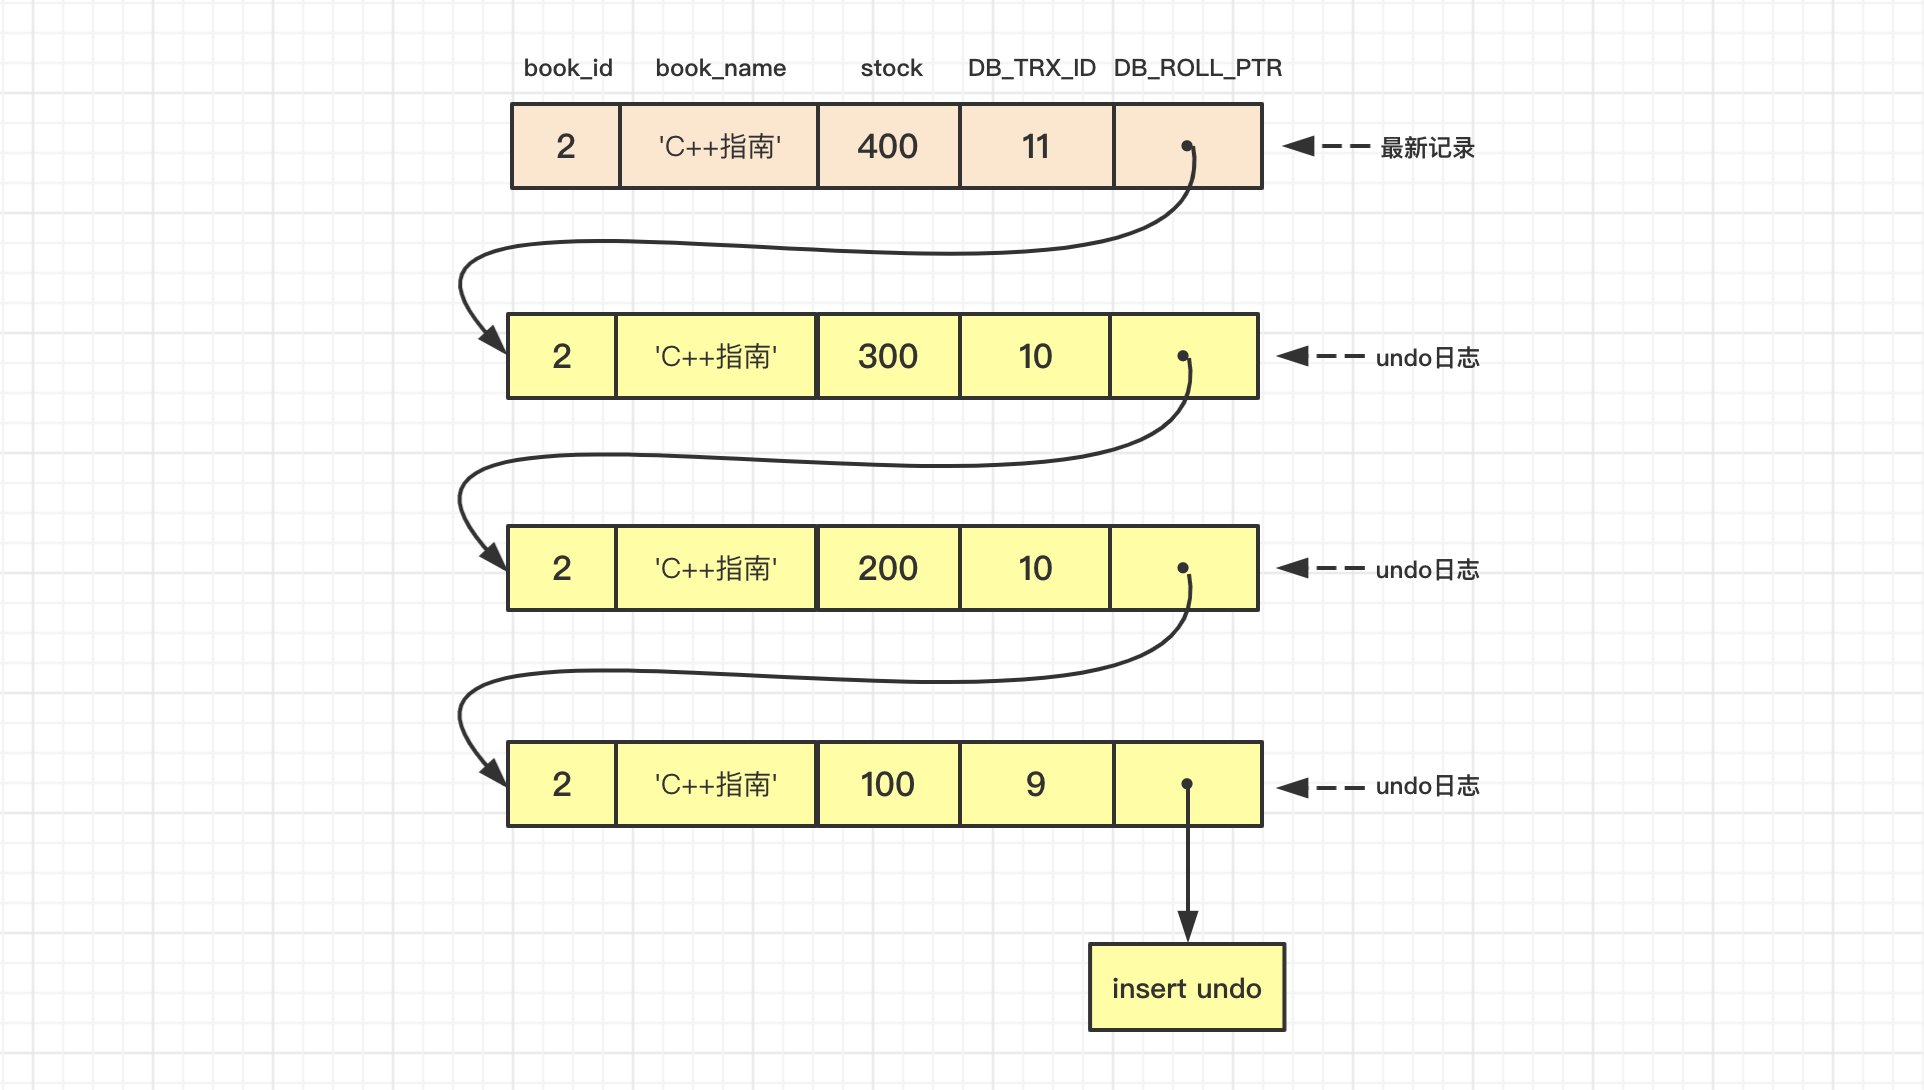 book_id book_name stock DB_TRX_ID DB_ROLL_PTR
2 'C++指南' 400 11 最新记录
2 'C++指南' 300 10 undo日志
2 'C++指南' 200 10 undo日志
2 'C++指南' 100 9 undo日志
insert undo